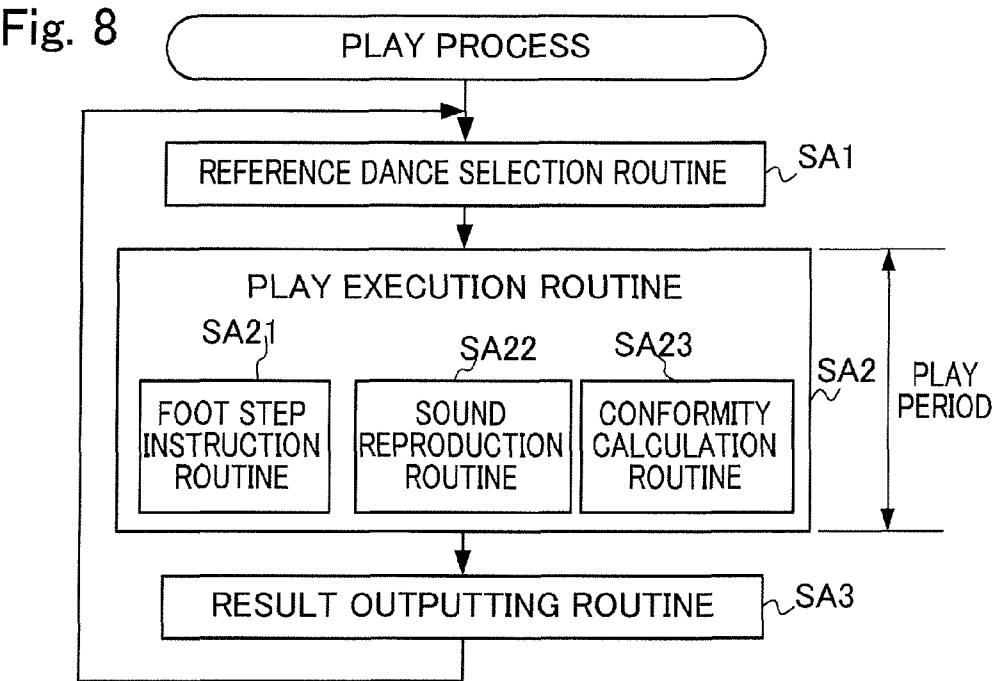 Fig. 8
PLAY PROCESS
REFERENCE DANCE SELECTION ROUTINE
SA1
PLAY EXECUTION ROUTINE
SA21
SA22
SA23
FOOT STEP
INSTRUCTION
ROUTINE
SOUND
REPRODUCTION
ROUTINE
CONFORMITY
CALCULATION
ROUTINE
SA2
PLAY
PERIOD
RESULT OUTPUTTING ROUTINE
SA3